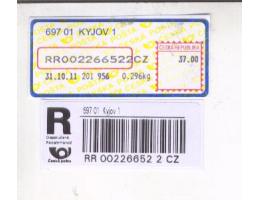 697 01 KYJOV 1
ČESKÁ REPUBLIKA
RR002266522CZ
37.00
31.10.11 201 956 0.296kg
R
697 01 Kyjov 1
Doporučeně
Recommandé
Česká pošta
RR 00226652 2 CZ